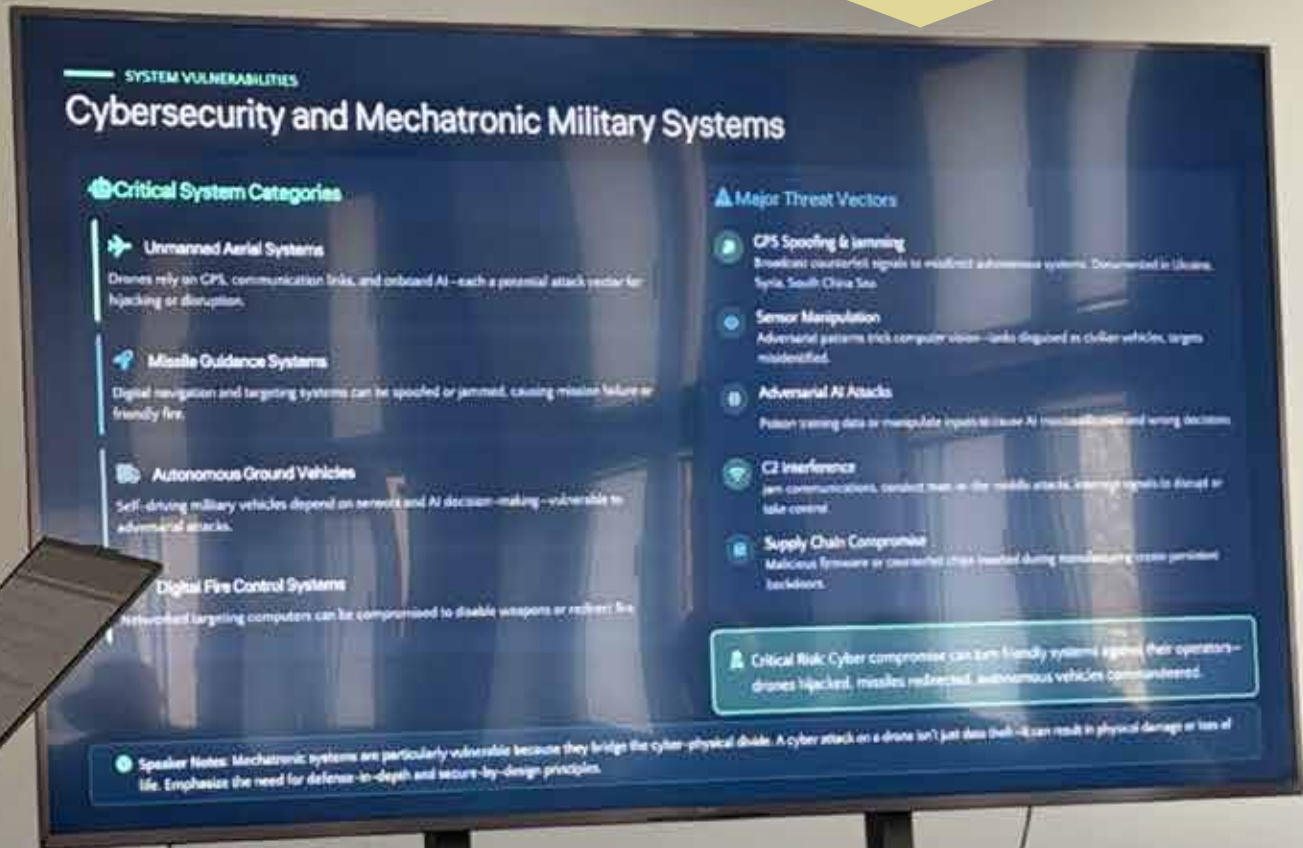 SYSTEM VULNERABILITIES
Cybersecurity and Mechatronic Military Systems
Critical System Categories
Unmanned Aerial Systems
Drones rely on GPS, communication links, and onboard AI—each a potential attack vector for
hijacking or disruption.
Missile Guidance Systems
Digital navigation and targeting systems can be spoofed or jammed, causing mission failure or
friendly fire.
Autonomous Ground Vehicles
Self-driving military vehicles depend on sensors and AI decision-making—vulnerable to
adversarial attacks.
Digital Fire Control Systems
Networked targeting computers can be compromised to disable weapons or redirect fire.
Major Threat Vectors
GPS Spoofing & Jamming
Broadcast counterfeit signals to misdirect autonomous systems. Documented in Ukraine,
Syria, South China Sea.
Sensor Manipulation
Adversarial patterns trick computer vision—tanks disguised as civilian vehicles, targets
misidentified.
Adversarial AI Attacks
Poison training data or manipulate inputs to cause AI misclassification and wrong decisions.
C2 Interference
Jam communications, conduct man-in-the-middle attacks, intercept signals to disrupt or
take control.
Supply Chain Compromise
Malicious firmware or counterfeit chips inserted during manufacturing create persistent
backdoors.
Critical Risk: Cyber compromise can turn friendly systems against their operators—
drones hijacked, missiles redirected, autonomous vehicles commandeered.
Speaker Notes: Mechatronic systems are particularly vulnerable because they bridge the cyber-physical divide. A cyber attack on a drone isn't just data theft—it can result in physical damage or loss of
life. Emphasize the need for defense-in-depth and secure-by-design principles.